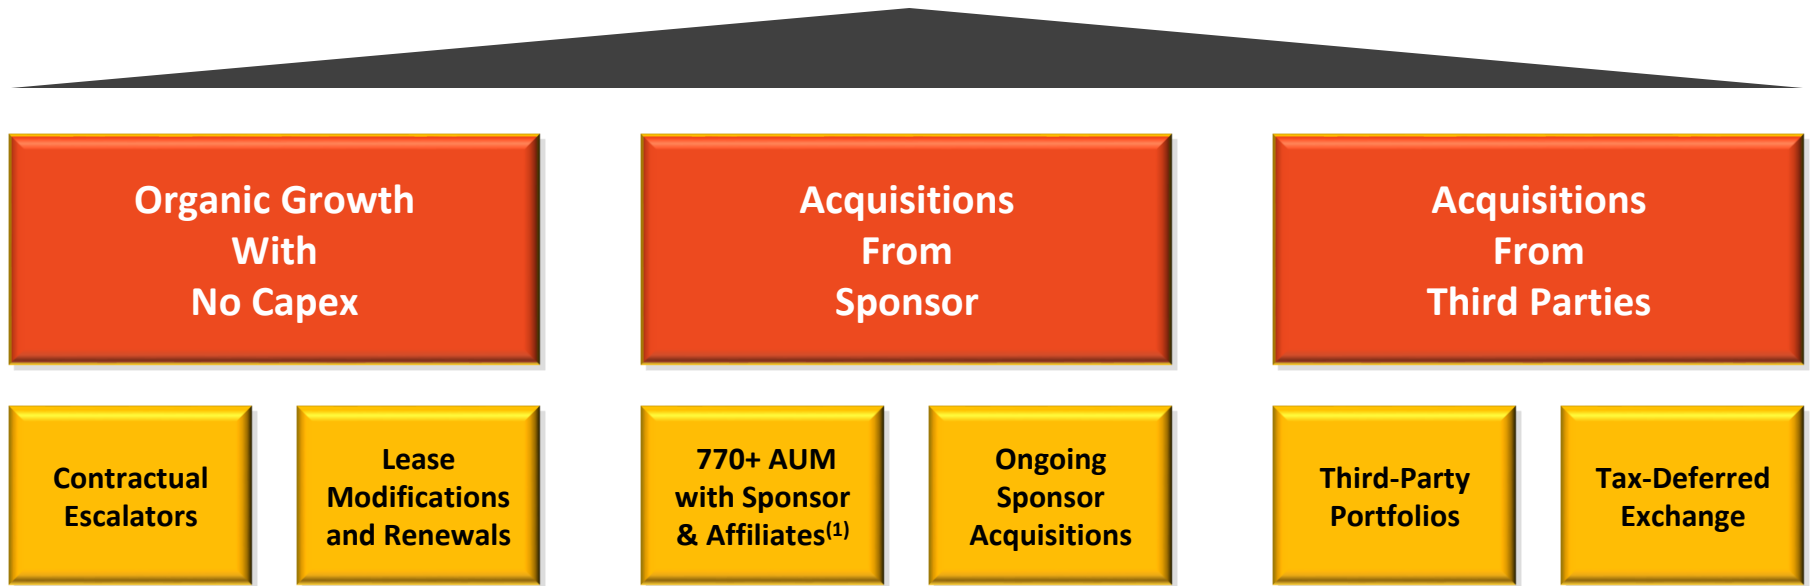 Organic Growth
With
No Capex
Acquisitions
From
Sponsor
Acquisitions
From
Third Parties
Contractual
Escalators
Lease
Modifications
and Renewals
770+ AUM
with Sponsor
& Affiliates(1)
Ongoing
Sponsor
Acquisitions
Third-Party
Portfolios
Tax-Deferred
Exchange